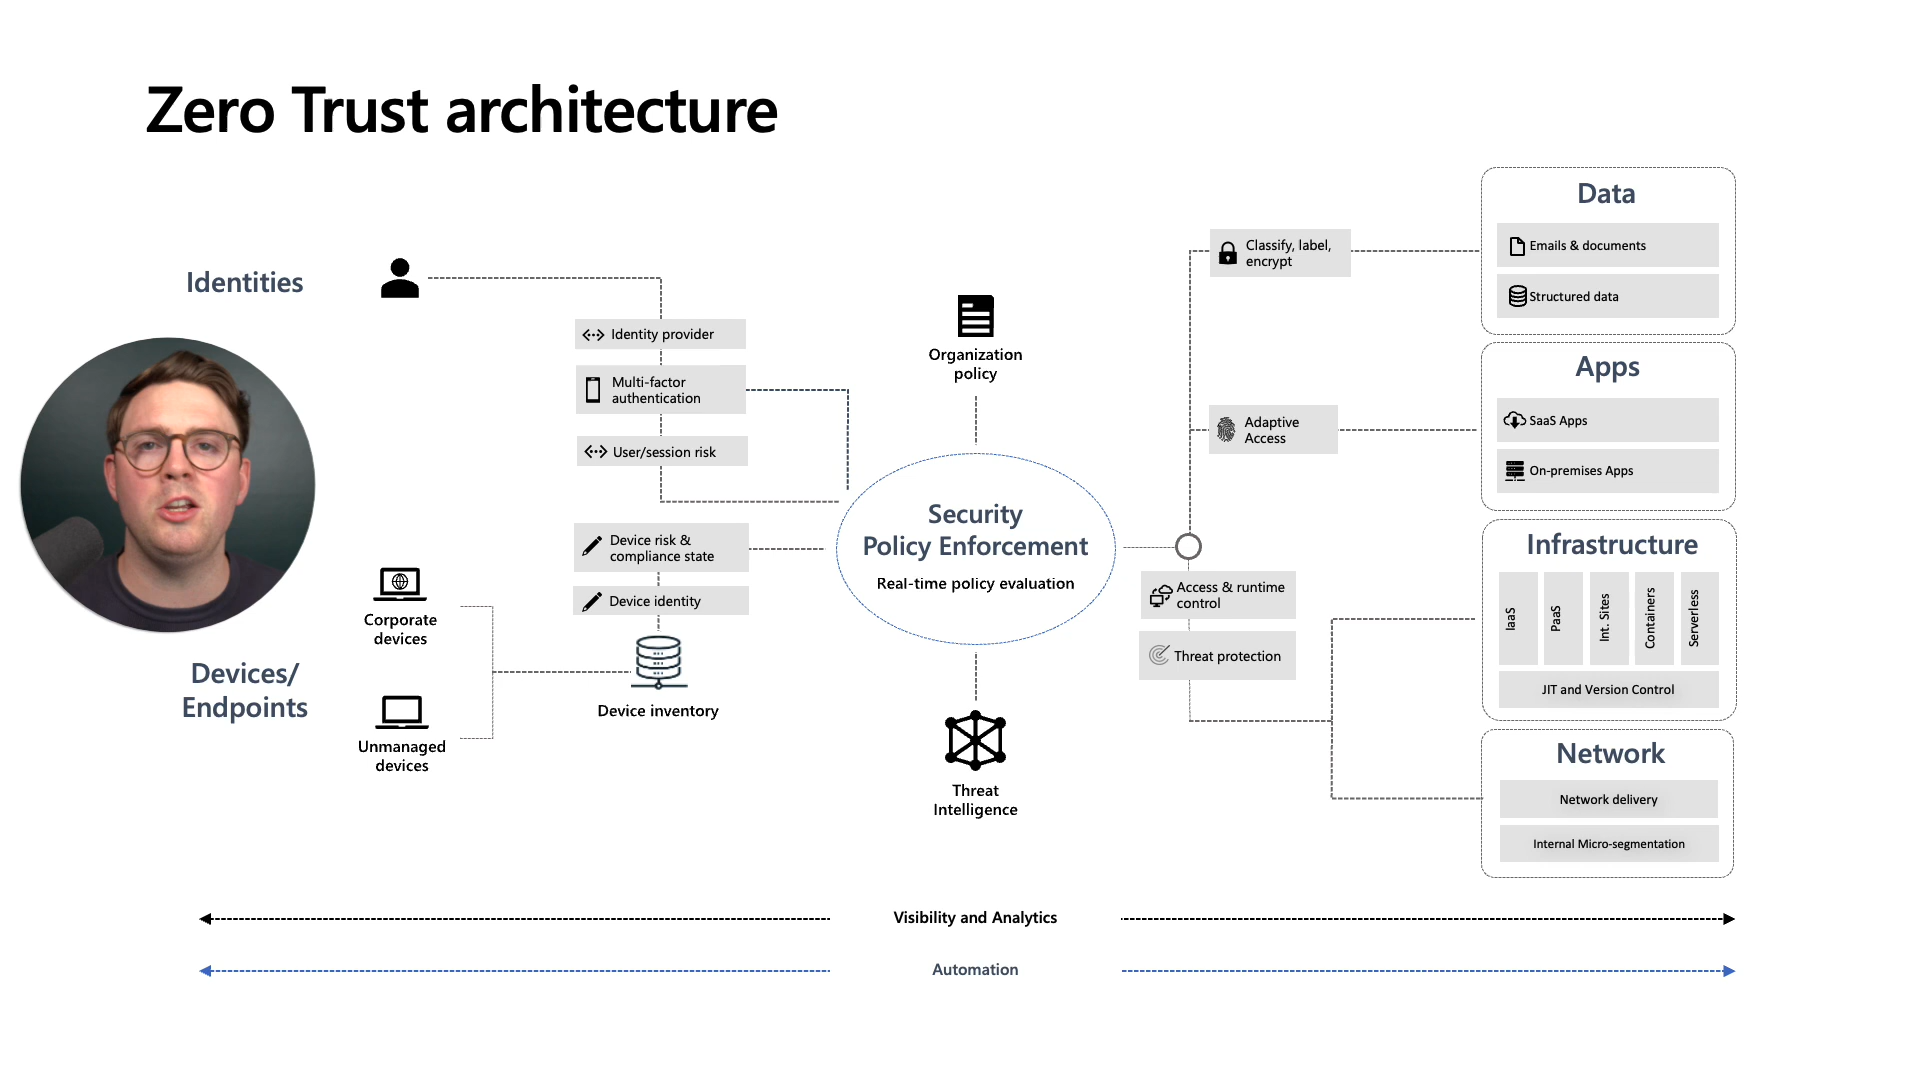 Zero Trust architecture
Identities
Identity provider
Multi-factor
authentication
User/session risk
Device risk &
compliance state
Device identity
Device inventory
Corporate
devices
Devices/
Endpoints
Unmanaged
devices
Organization
policy
Security
Policy Enforcement
Real-time policy evaluation
Threat
Intelligence
Classify, label,
encrypt
Adaptive
Access
Access & runtime
control
Threat protection
Data
Emails & documents
Structured data
Apps
SaaS Apps
On-premises Apps
Infrastructure
IaaS
PaaS
Int. Sites
Containers
Serverless
JIT and Version Control
Network
Network delivery
Internal Micro-segmentation
Visibility and Analytics
Automation